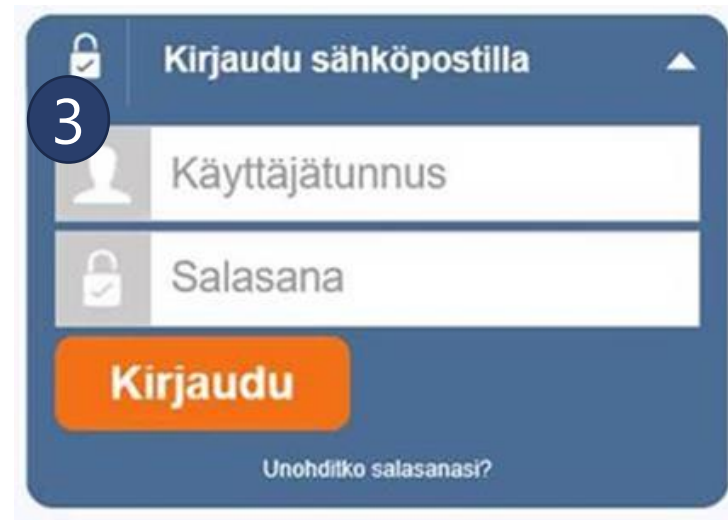 Kirjaudu sähköpostilla
3
Käyttäjätunnus
Salasana
Kirjaudu
Unohditko salasanasi?